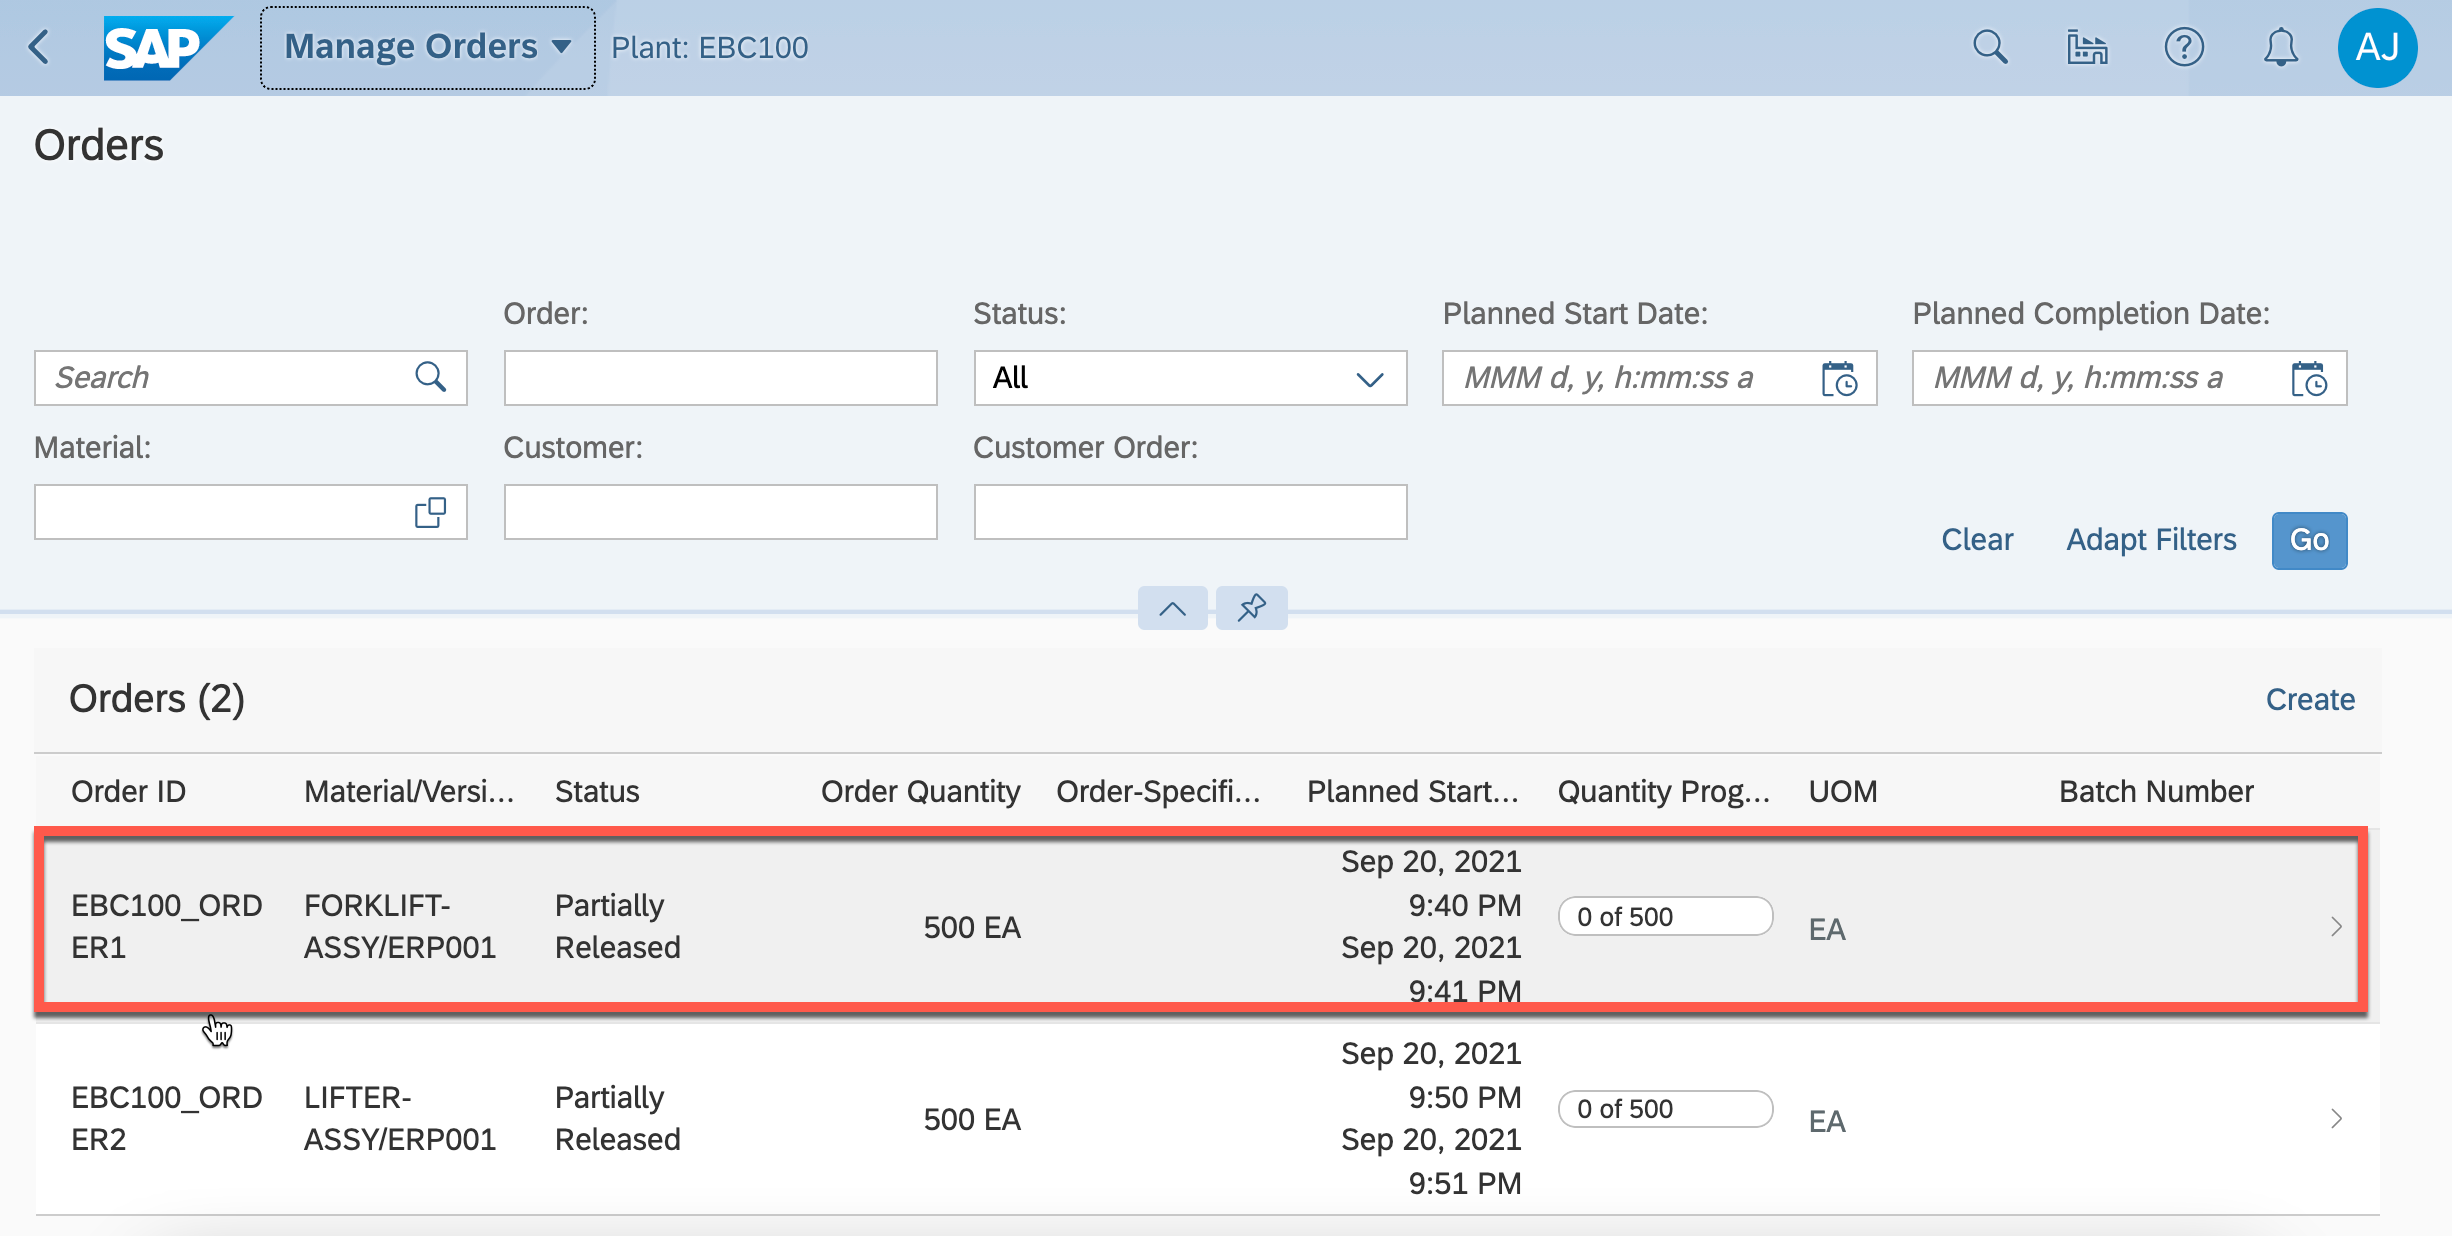 SAP Manage Orders Plant: EBC100 AJ
Orders
Order: Status: Planned Start Date: Planned Completion Date:
Search All MMM d, y, h:mm:ss a MMM d, y, h:mm:ss a
Material: Customer: Customer Order:
Clear Adapt Filters Go
Orders (2) Create
Order ID Material/Versi... Status Order Quantity Order-Specifi... Planned Start... Quantity Prog... UOM Batch Number
Sep 20, 2021
EBC100_ORD FORKLIFT- Partially 9:40 PM 0 of 500
500 EA EA
ER1 ASSY/ERP001 Released Sep 20, 2021
9:41 PM
Sep 20, 2021
EBC100_ORD LIFTER- Partially 9:50 PM 0 of 500
500 EA EA
ER2 ASSY/ERP001 Released Sep 20, 2021
9:51 PM